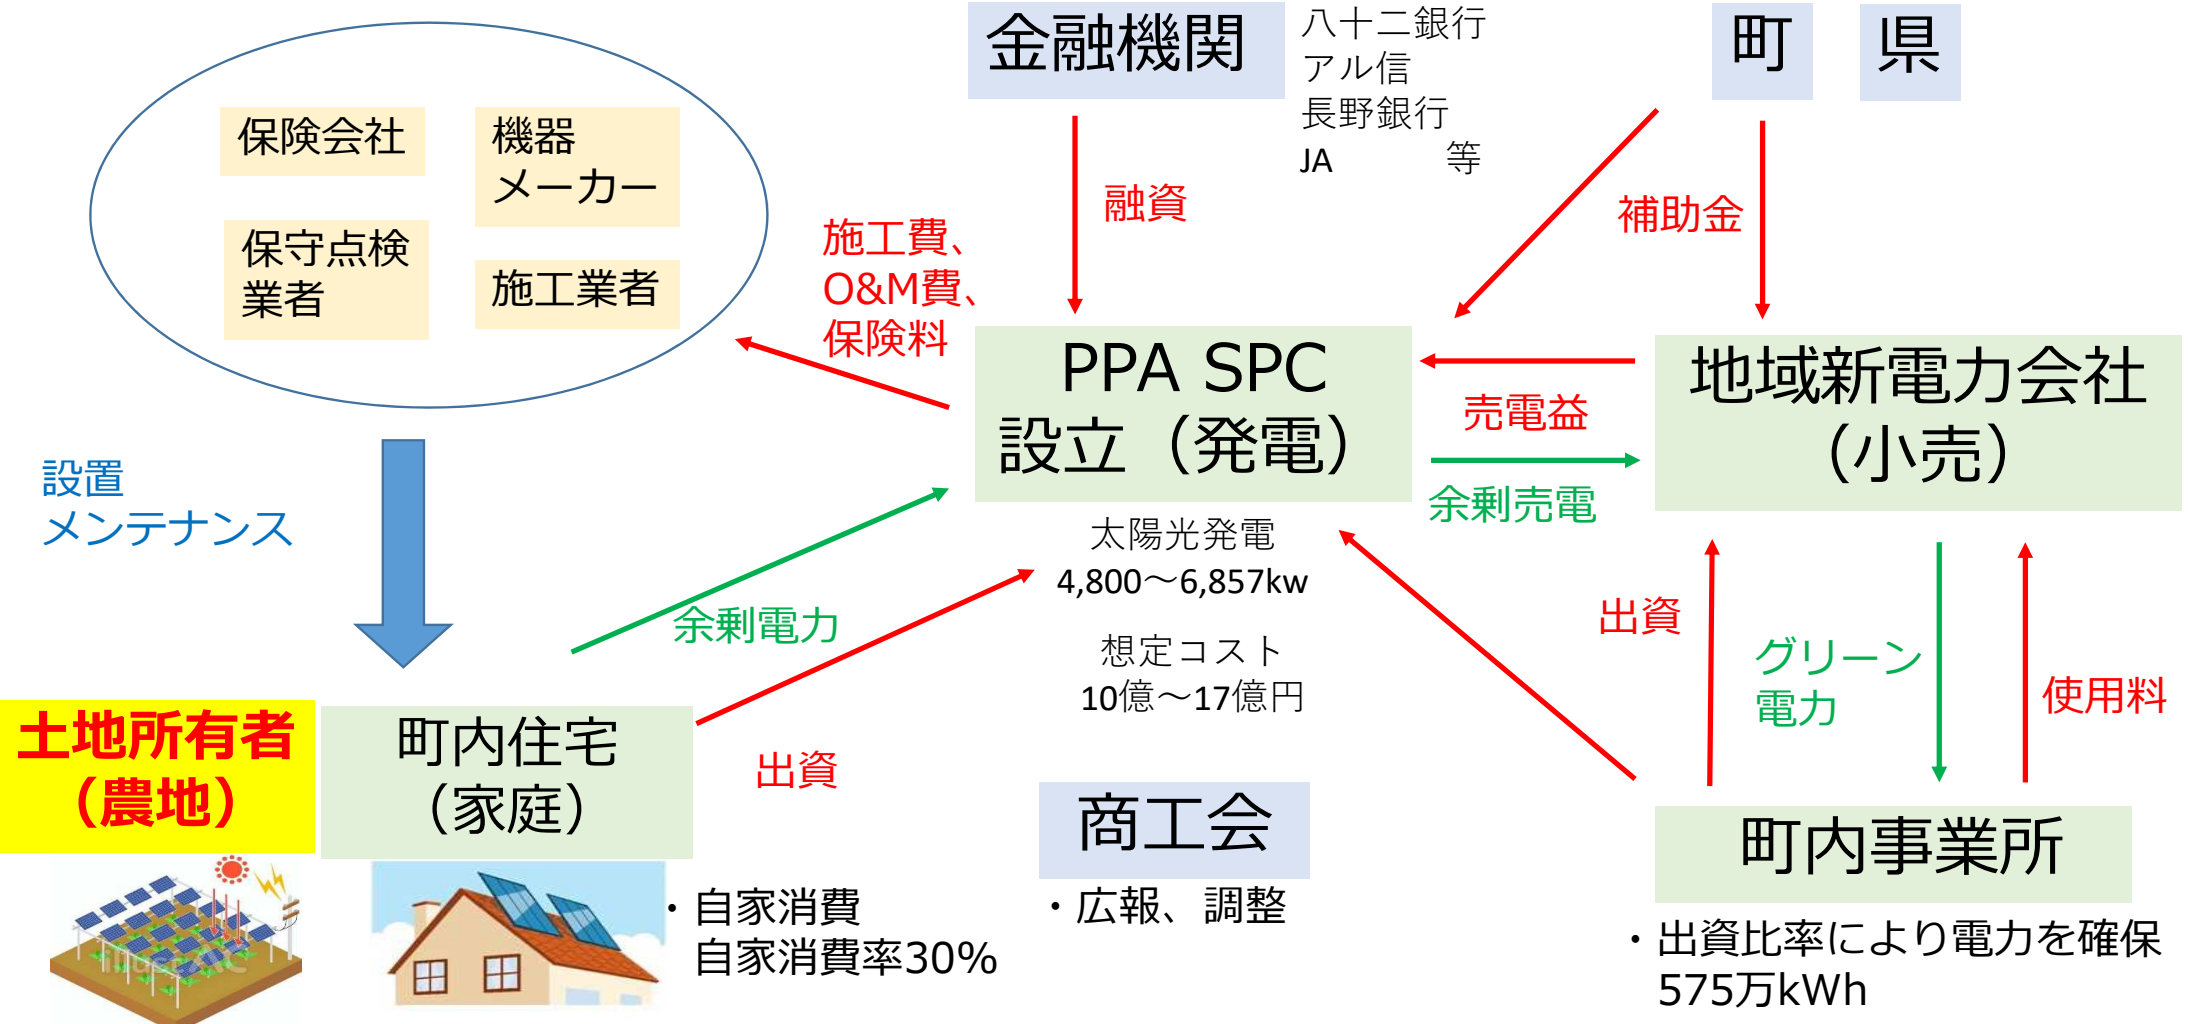 金融機関
八十二銀行
アル信
長野銀行
JA 等
町
県
保険会社
機器
メーカー
保守点検
業者
施工業者
施工費、
O&M費、
保険料
融資
補助金
PPA SPC
設立（発電）
売電益
余剰売電
地域新電力会社
（小売）
設置
メンテナンス
太陽光発電
4,800～6,857kw
想定コスト
10億～17億円
余剰電力
出資
出資
グリーン
電力
使用料
土地所有者
（農地）
町内住宅
（家庭）
・自家消費
自家消費率30%
商工会
・広報、調整
町内事業所
・出資比率により電力を確保
575万kWh